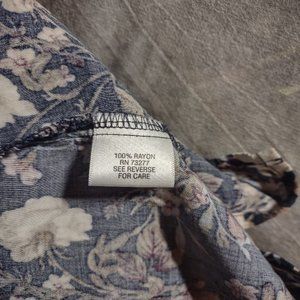 100% RAYON
RN 73277
SEE REVERSE
FOR CARE